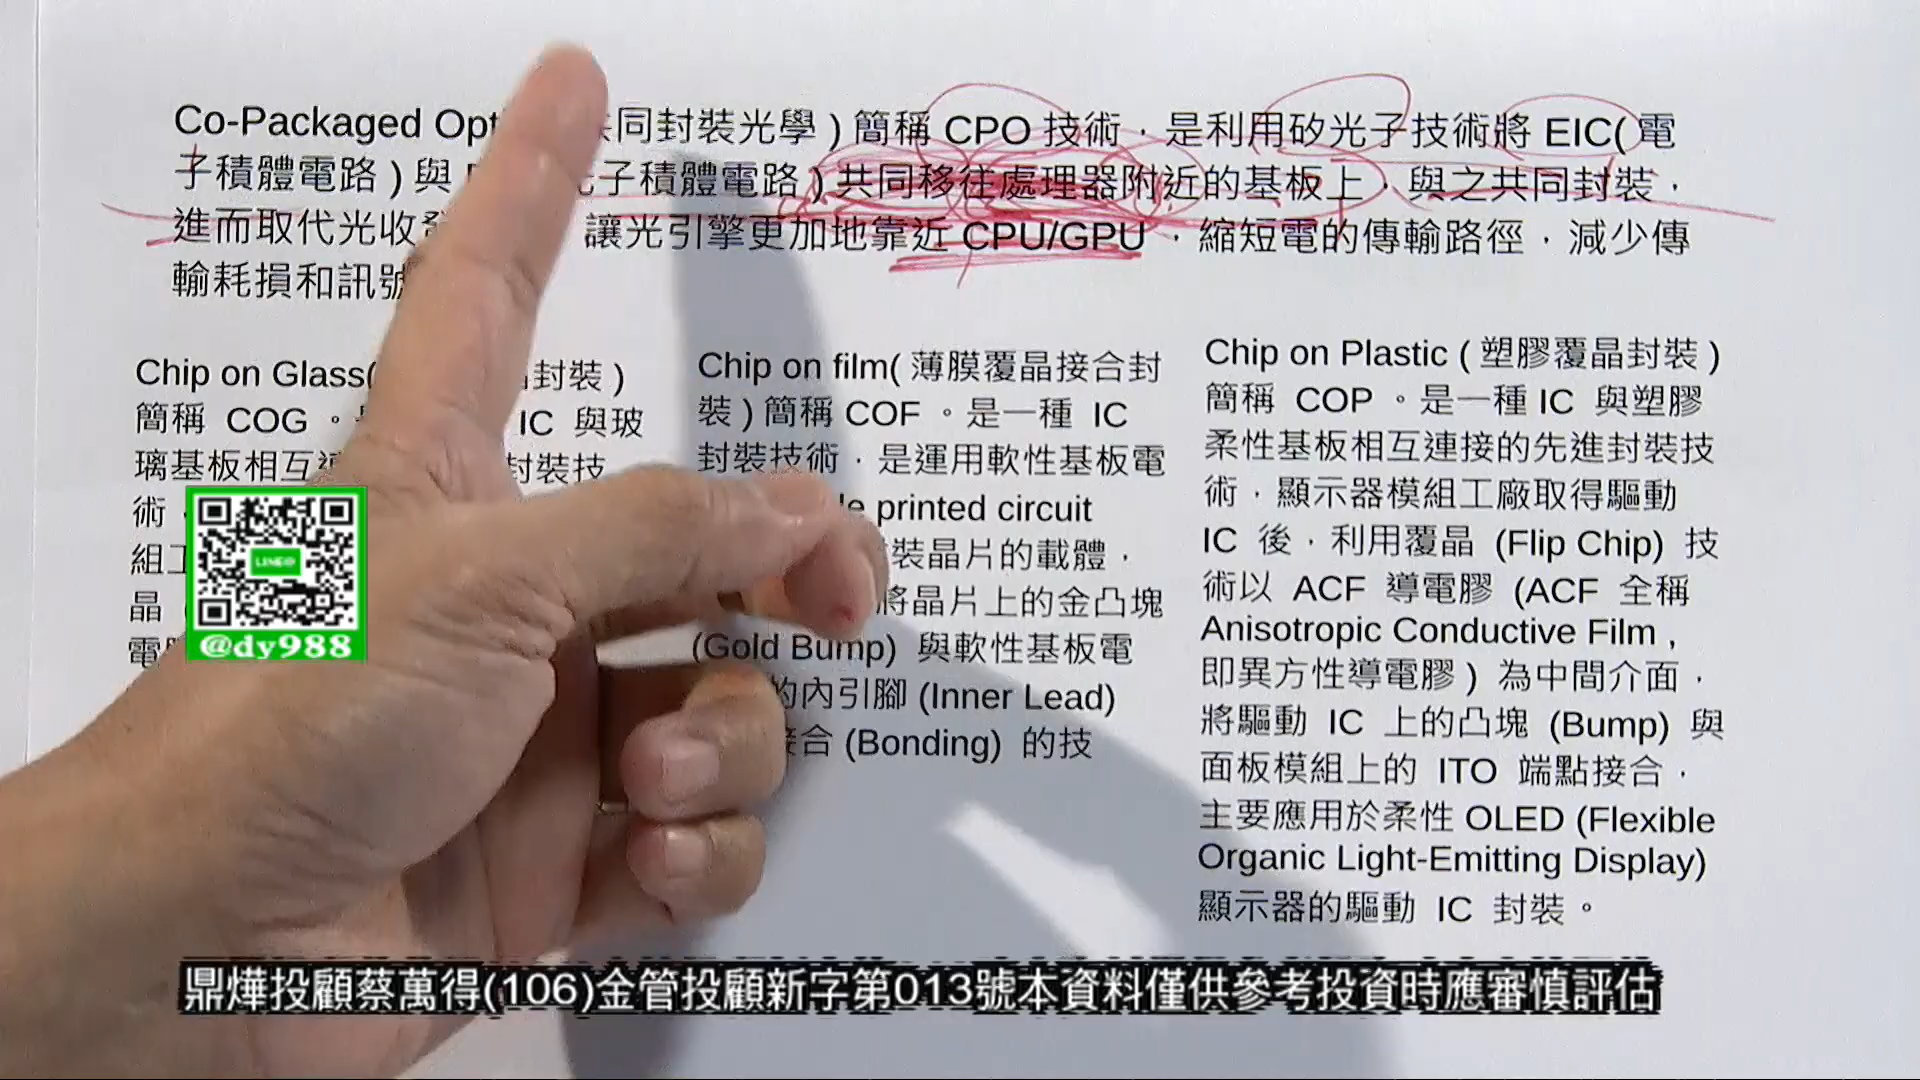 Co-Packaged 同封裝光學 ) 簡稱 CPO 技術，是利用矽光子技術將 EIC( 電
子積體電路 ) 與 子積體電路 ) 共同移往處理器附近的基板上，與之共同封裝，
進而取代光收 讓光引擎更加地靠近 CPU/GPU ，縮短電的傳輸路徑，減少傳
輸耗損和訊號
Chip on Glass( 封裝 )
簡稱 COG 。 IC 與玻
璃基板相互 封裝技
術，
組
晶
Chip on film( 薄膜覆晶接合封
裝 ) 簡稱 COF 。是一種 IC
封裝技術，是運用軟性基板電
printed circuit
裝晶片的載體，
將晶片上的金凸塊
(Gold Bump) 與軟性基板電
的內引腳 (Inner Lead)
接合 (Bonding) 的技
Chip on Plastic ( 塑膠覆晶封裝 )
簡稱 COP 。是一種 IC 與塑膠
柔性基板相互連接的先進封裝技
術，顯示器模組工廠取得驅動
IC 後，利用覆晶 (Flip Chip) 技
術以 ACF 導電膠 (ACF 全稱
Anisotropic Conductive Film ,
即異方性導電膠 ) 為中間介面，
將驅動 IC 上的凸塊 (Bump) 與
面板模組上的 ITO 端點接合，
主要應用於柔性 OLED (Flexible
Organic Light-Emitting Display)
顯示器的驅動 IC 封裝。
LINE@
@dy988
鼎燁投顧蔡萬得(106)金管投顧新字第013號本資料僅供參考投資時應審慎評估